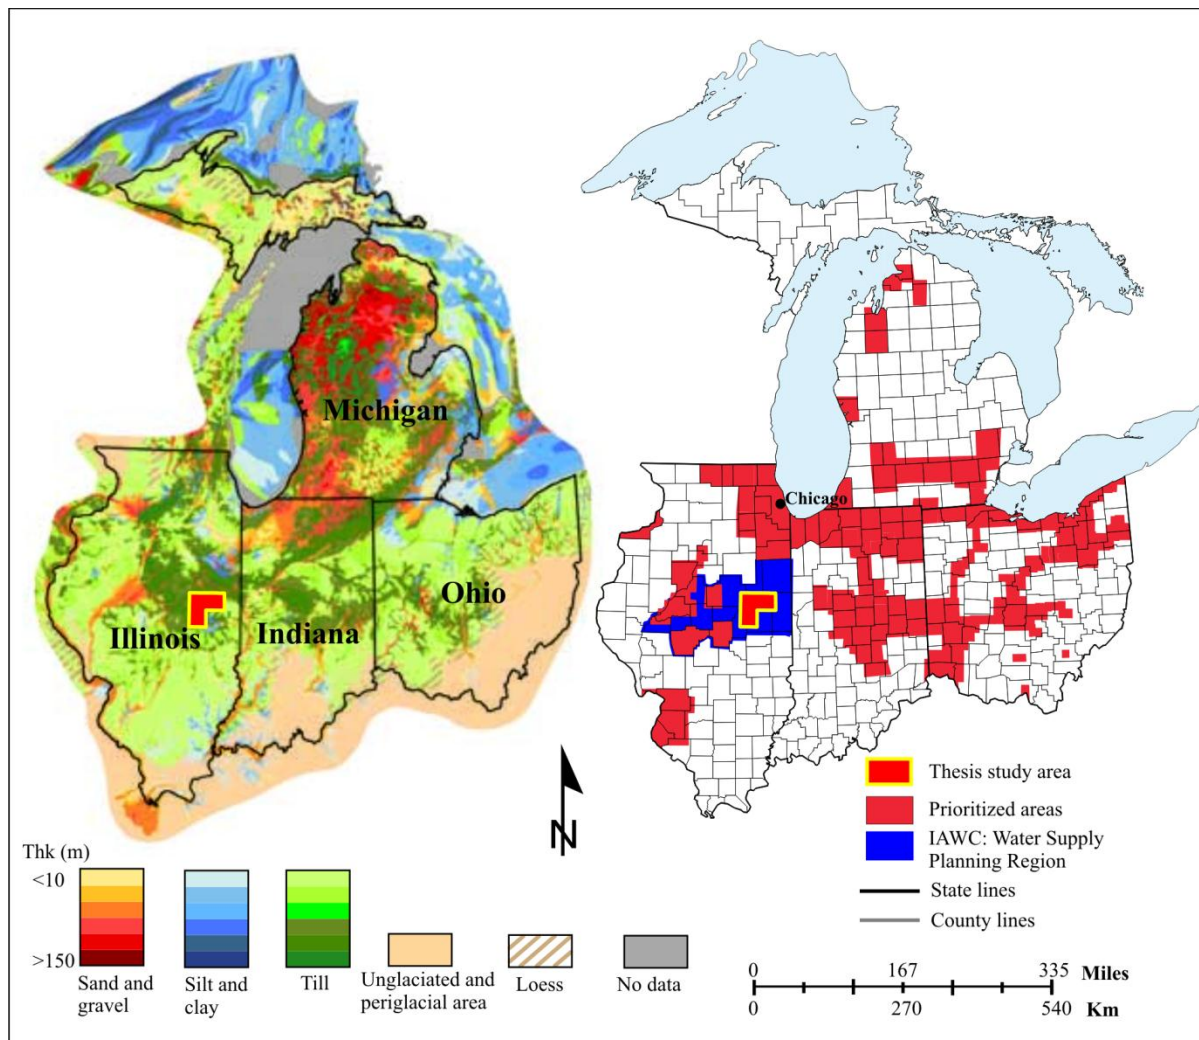 Michigan
Ohio
Illinois
Indiana
Chicago
N
Thk (m)
<10
>150
Sand and
gravel
Silt and
clay
Till
Unglaciated and
periglacial area
Loess
No data
Thesis study area
Prioritized areas
IAWC: Water Supply
Planning Region
State lines
County lines
0 167 335 Miles
0 270 540 Km